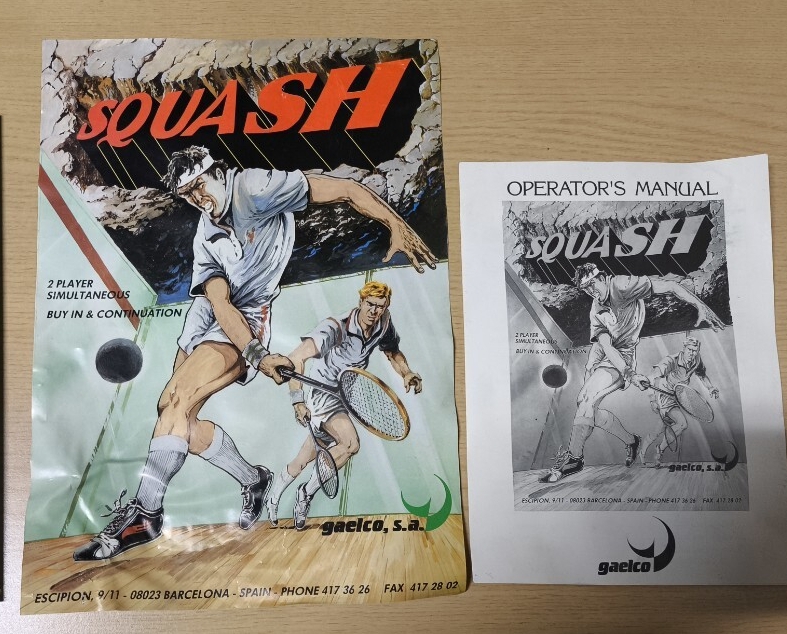 SQUASH
2 PLAYER
SIMULTANEOUS
BUY IN & CONTINUATION
gaelco, s.a.
ESCIPION, 9/11 - 08023 BARCELONA - SPAIN - PHONE 417 36 26 FAX 417 28 02
OPERATOR'S MANUAL
SQUASH
2 PLAYER
SIMULTANEOUS
BUY IN & CONTINUATION
gaelco, s.a.
ESCIPION, 9/11 - 08023 BARCELONA - SPAIN - PHONE 417 36 26 FAX 417 28 02
gaelco